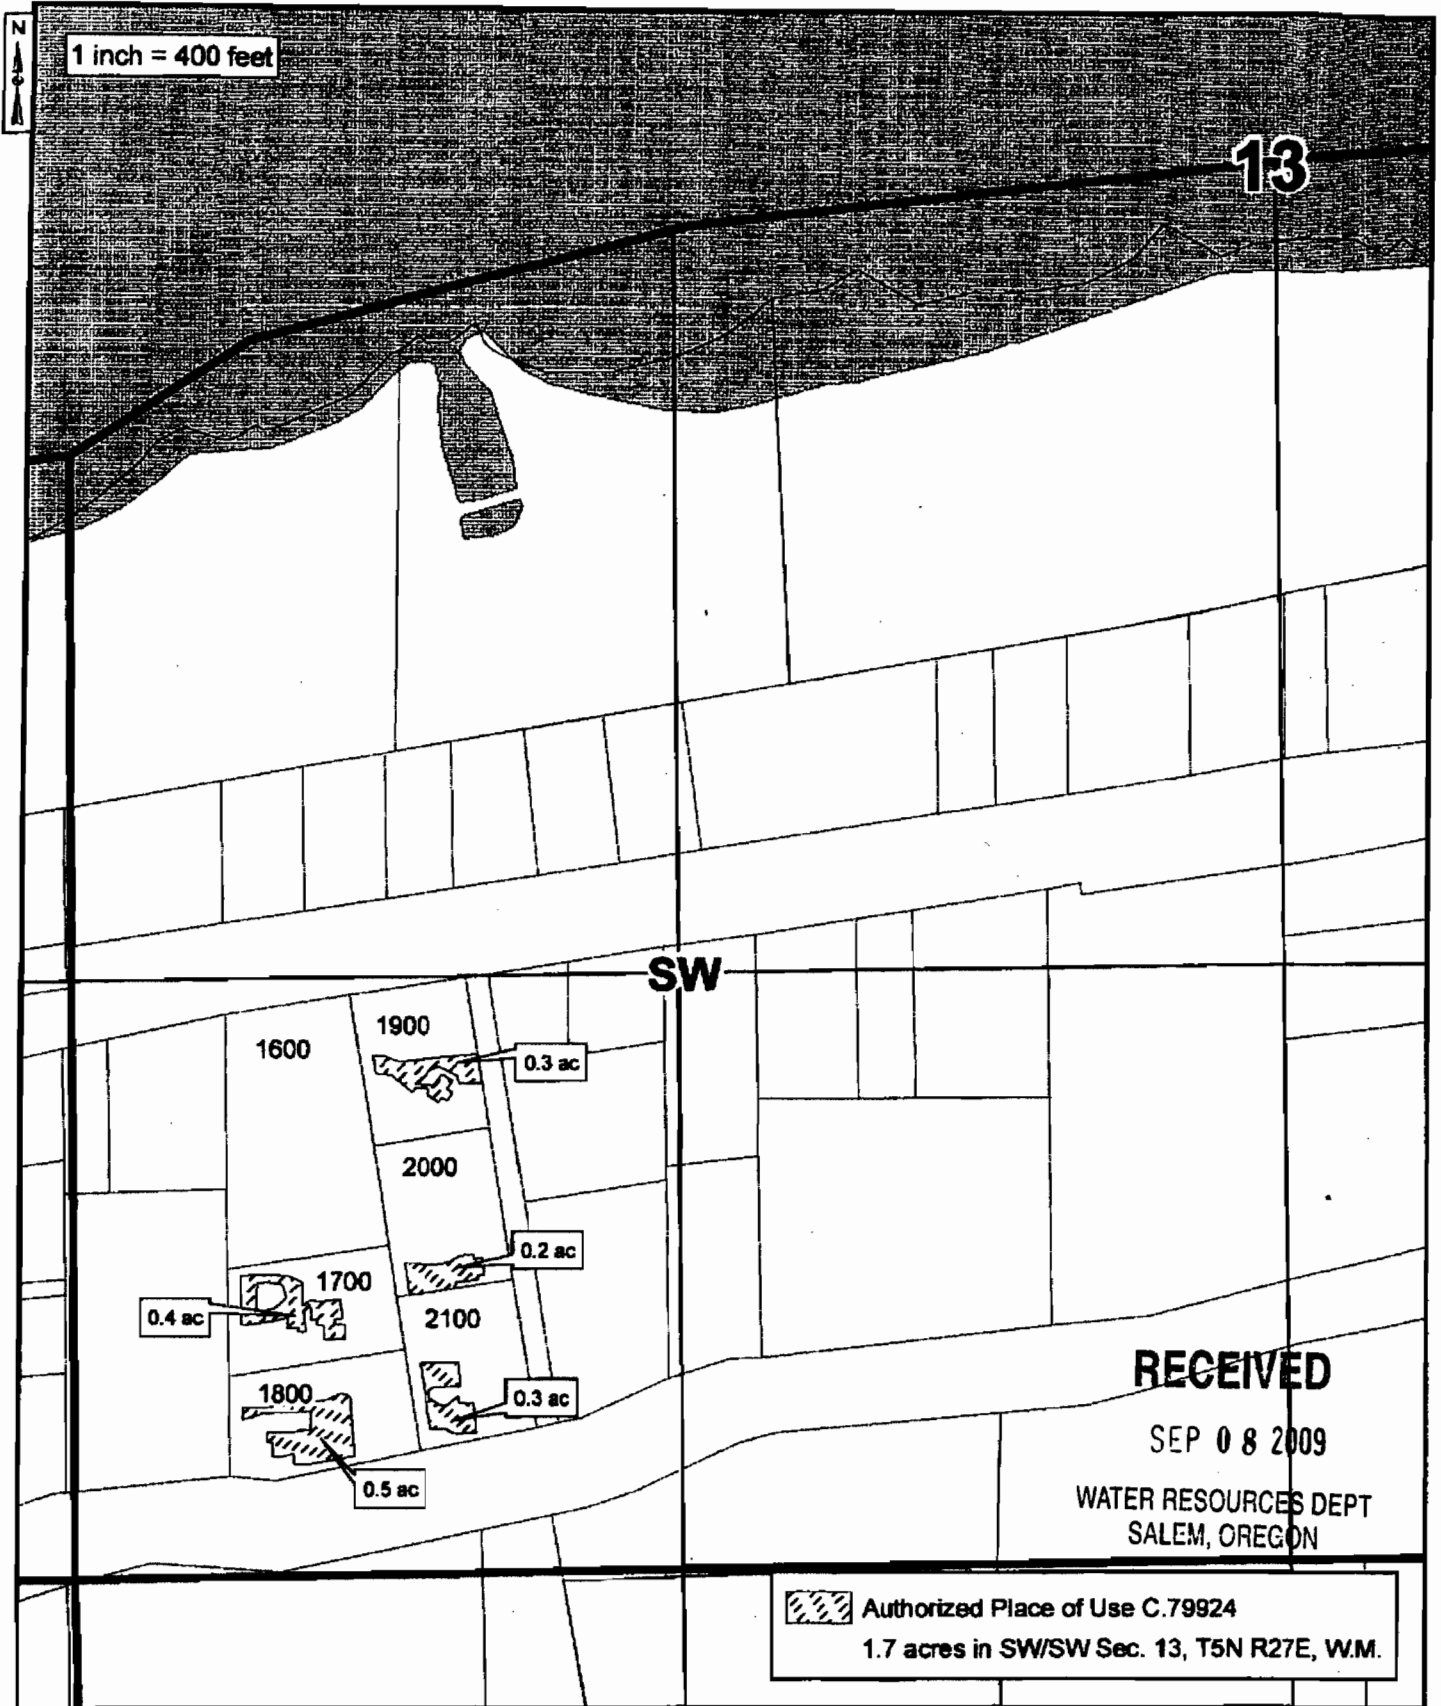 N
1 inch = 400 feet
13
SW
1900
1600
0.3 ac
2000
0.2 ac
1700
0.4 ac
2100
1800
0.3 ac
0.5 ac
RECEIVED
SEP 08 2009
WATER RESOURCES DEPT
SALEM, OREGON
Authorized Place of Use C.79924
1.7 acres in SW/SW Sec. 13, T5N R27E, W.M.